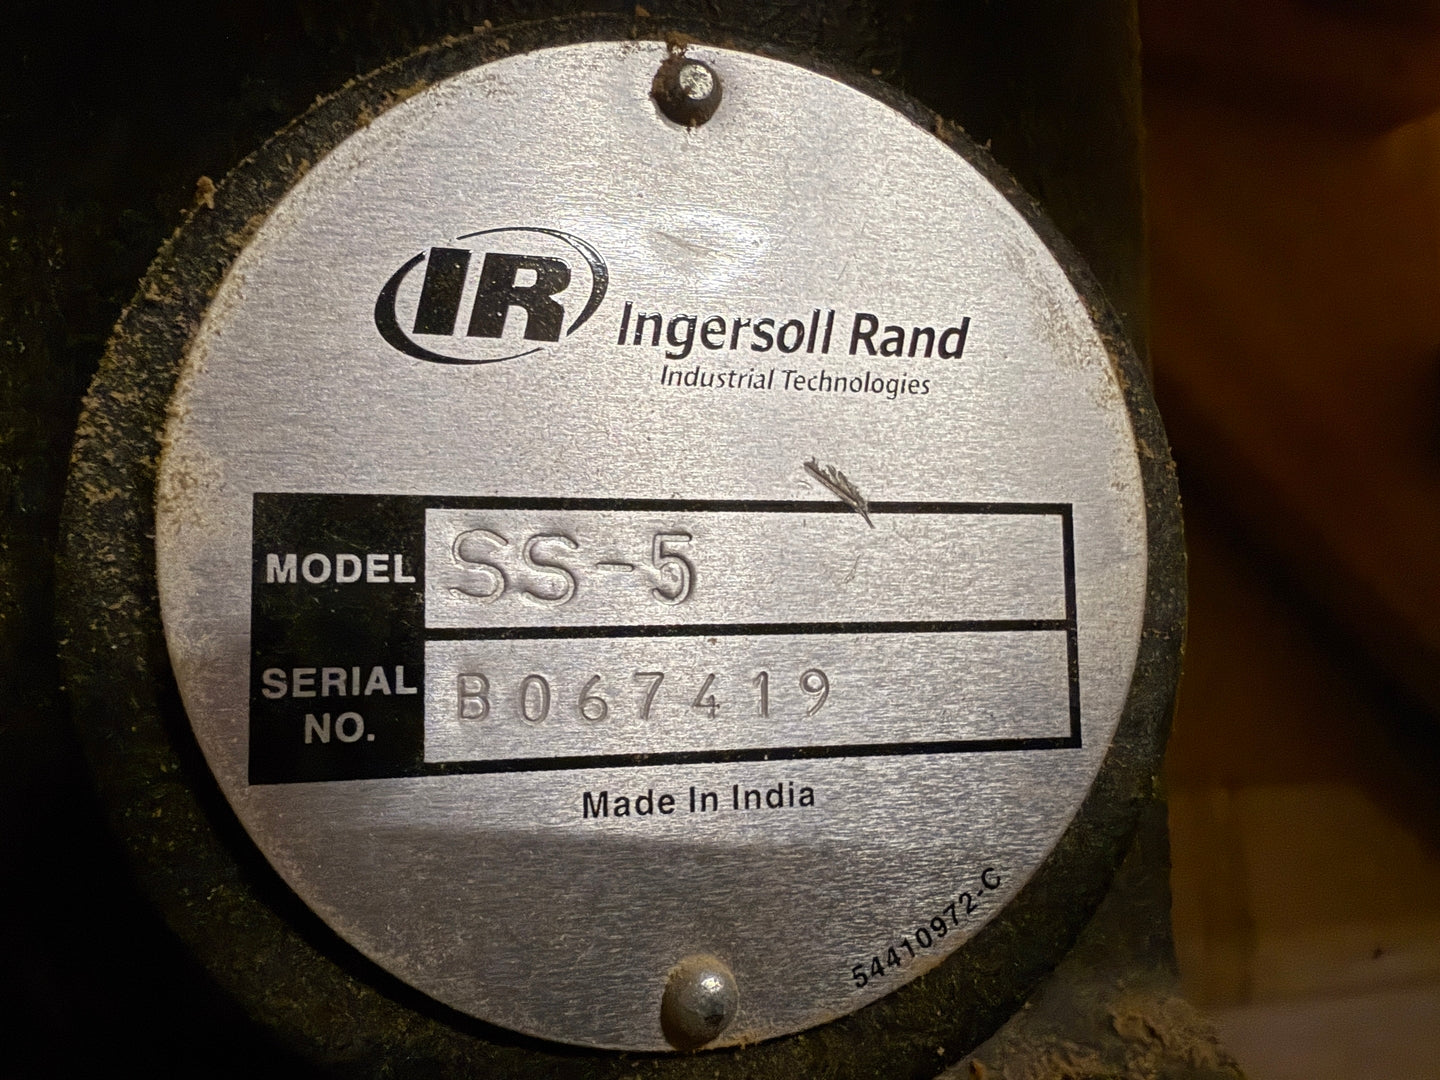 IR
Ingersoll Rand
Industrial Technologies
MODEL SS-5
SERIAL NO. B067419
Made In India
54410972-C